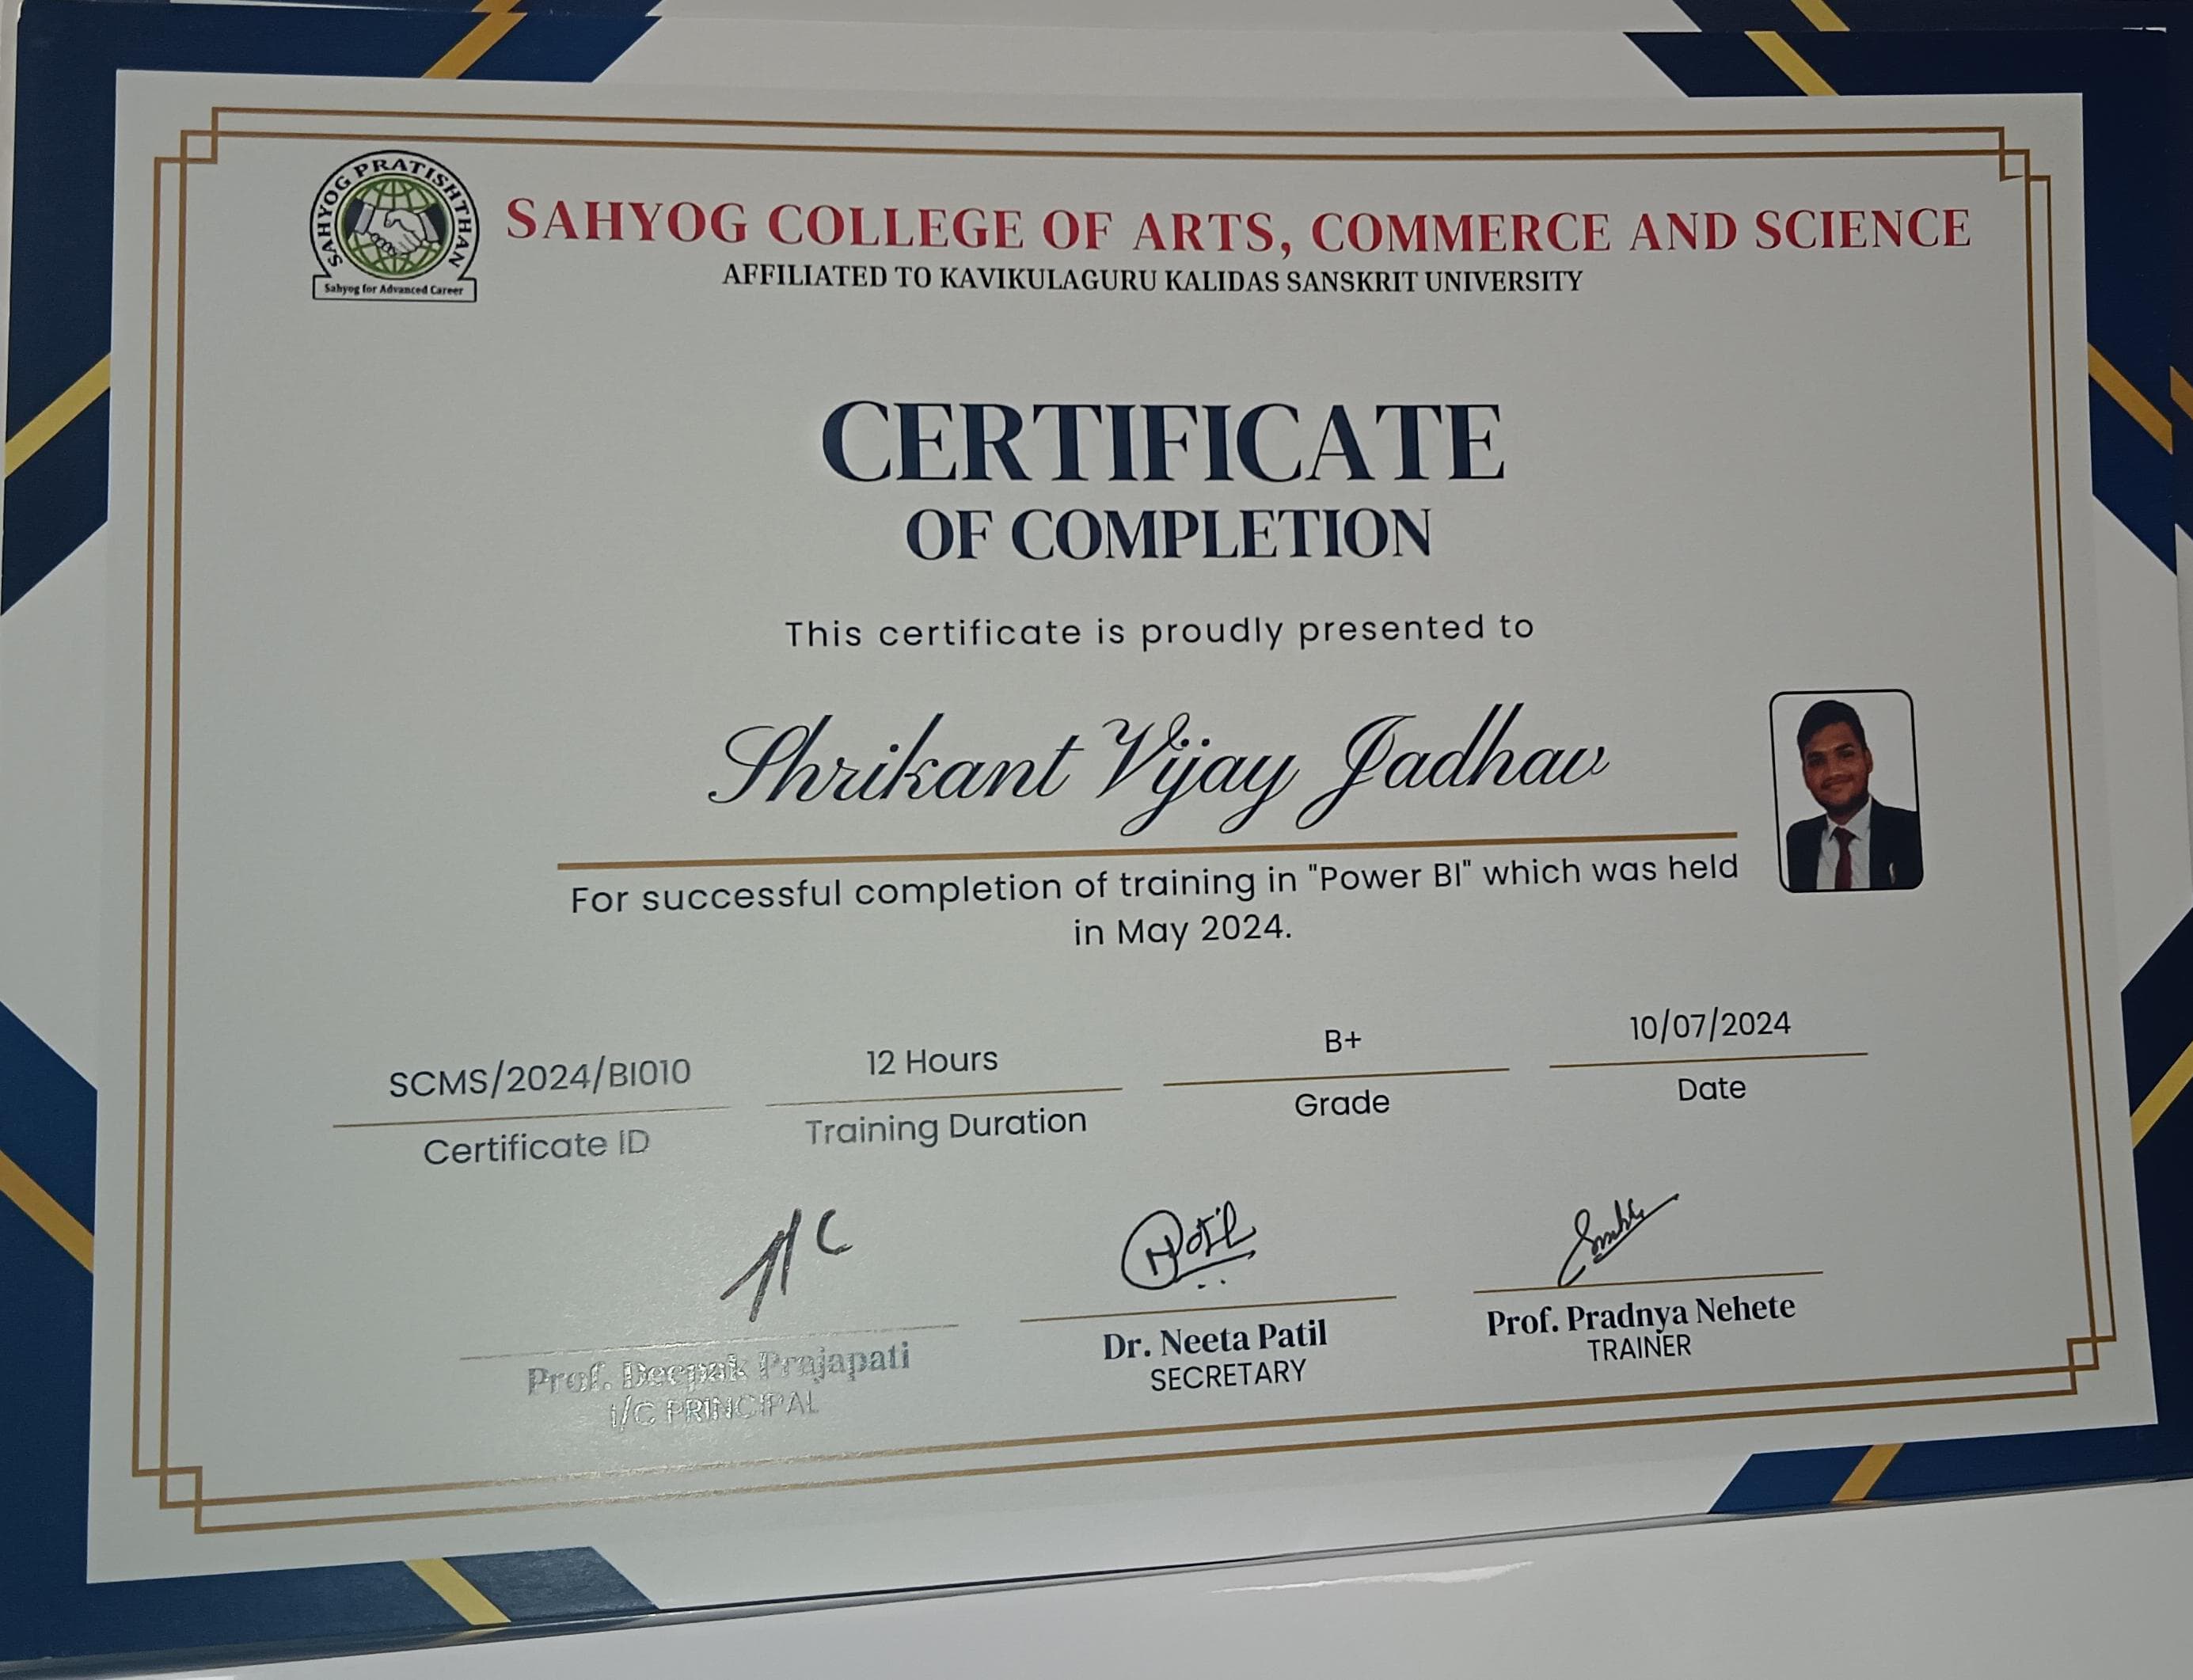 SAHYOG PRATISHTHAN
Sahyog for Advanced Career
SAHYOG COLLEGE OF ARTS, COMMERCE AND SCIENCE
AFFILIATED TO KAVIKULAGURU KALIDAS SANSKRIT UNIVERSITY
CERTIFICATE
OF COMPLETION
This certificate is proudly presented to
Shrikant Vijay Jadhav
For successful completion of training in "Power BI" which was held
in May 2024.
SCMS/2024/BI010
Certificate ID
12 Hours
Training Duration
B+
Grade
10/07/2024
Date
Prof. Deepak Prajapati
I/C PRINCIPAL
Dr. Neeta Patil
SECRETARY
Prof. Pradnya Nehete
TRAINER